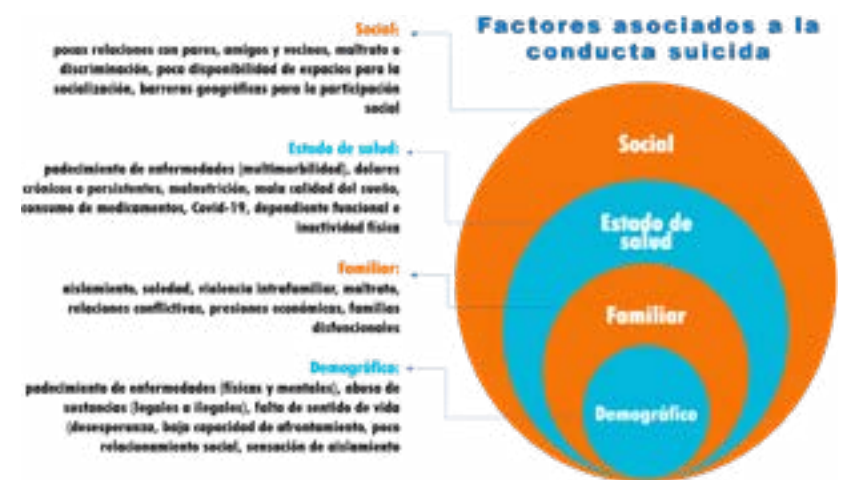 Factores asociados a la
conducta suicida
Social:
pocas relaciones con pares, amigos y vecinos, maltrato o
discriminación, poca disponibilidad de espacios para la
socialización, barreras geográficas para la participación
social
Estado de salud:
padecimiento de enfermedades (multimorbilidad), dolores
crónicos o persistentes, malnutrición, mala calidad del sueño,
consumo de medicamentos, Covid-19, dependiente funcional e
inactividad física
Familiar:
aislamiento, soledad, violencia intrafamiliar, maltrato,
relaciones conflictivas, presiones económicas, familias
disfuncionales
Demográfico:
padecimiento de enfermedades (físicas y mentales), abuso de
sustancias (legales o ilegales), falta de sentido de vida
(desesperanza, baja capacidad de afrontamiento, poco
relacionamiento social, sensación de aislamiento
Social
Estado de
salud
Familiar
Demográfico